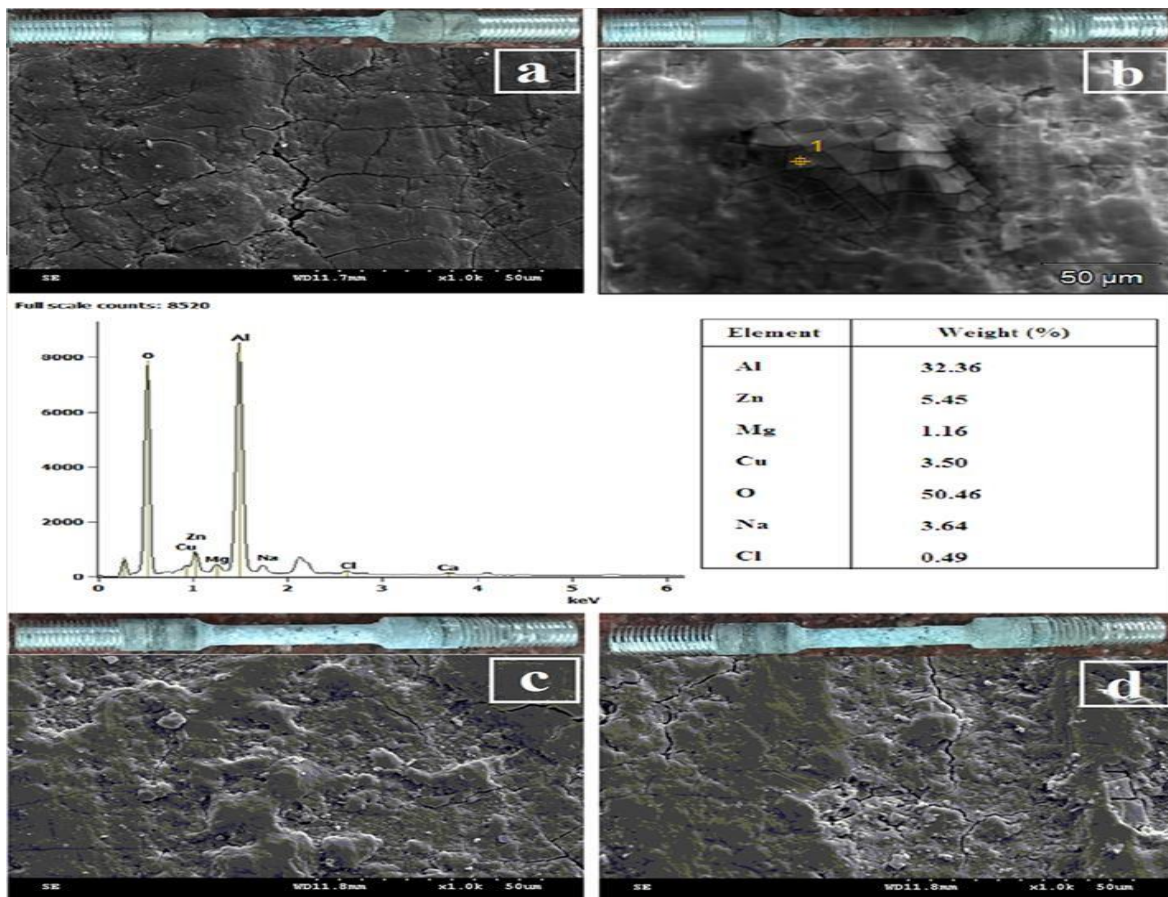 a
SE WD11.7mm x1.0k 50um
b
1
50 µm
Full scale counts: 8520
8000
6000
4000
2000
0
O
Al
Zn
Cu
Mg
Na
Cl
Ca
0 1 2 3 4 5 6
keV
Element Weight (%)
Al 32.36
Zn 5.45
Mg 1.16
Cu 3.50
O 50.46
Na 3.64
Cl 0.49
c
SE WD11.8mm x1.0k 50um
d
SE WD11.8mm x1.0k 50um